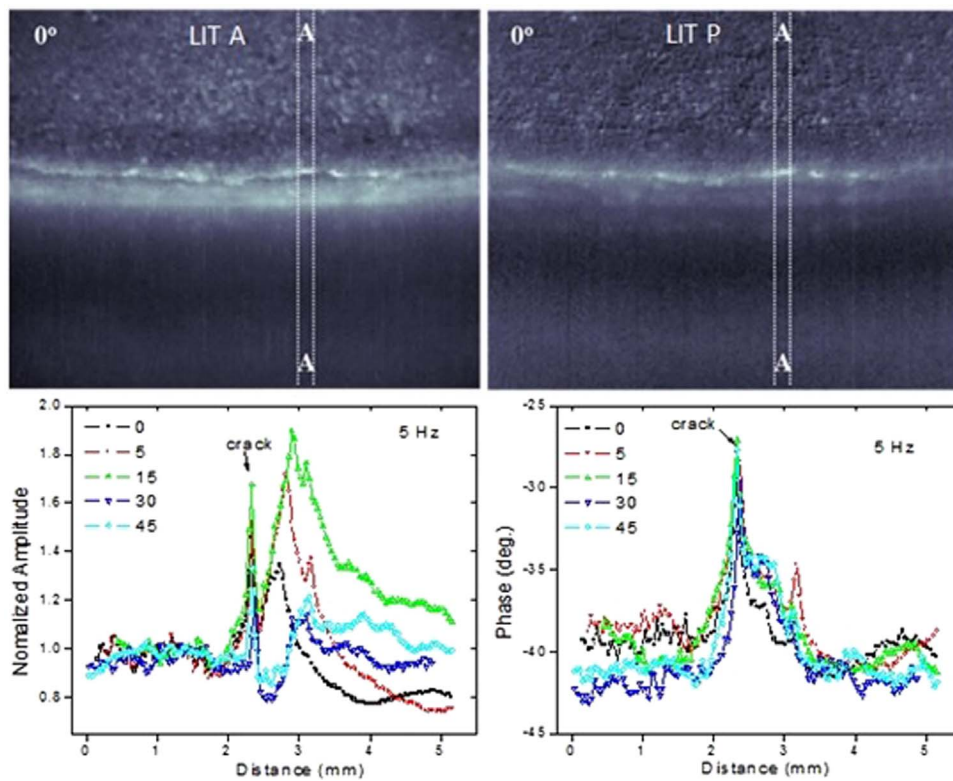 0° LIT A A
A
0° LIT P A
A
2.0
1.8
1.6
1.4
1.2
1.0
0.8
Normalized Amplitude
0
5
15
30
45
crack
5 Hz
0 1 2 3 4 5
Distance (mm)
-25
-30
-35
-40
-45
Phase (deg.)
0
5
15
30
45
crack
5 Hz
0 1 2 3 4 5
Distance (mm)